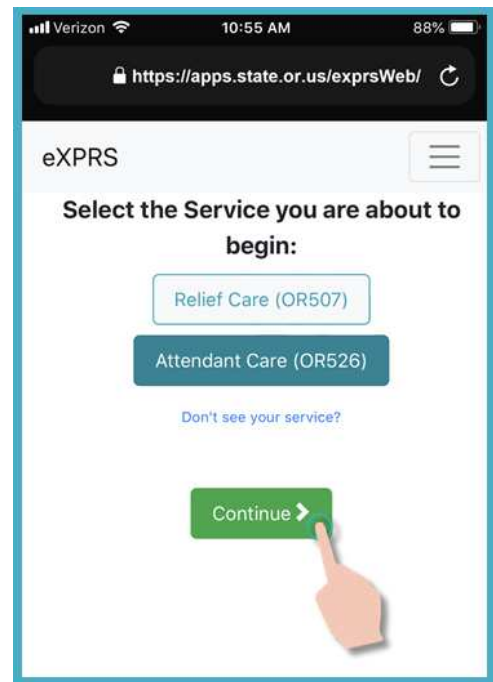 Verizon 10:55 AM 88%
https://apps.state.or.us/exprsWeb/
eXPRS
Select the Service you are about to
begin:
Relief Care (OR507)
Attendant Care (OR526)
Don't see your service?
Continue